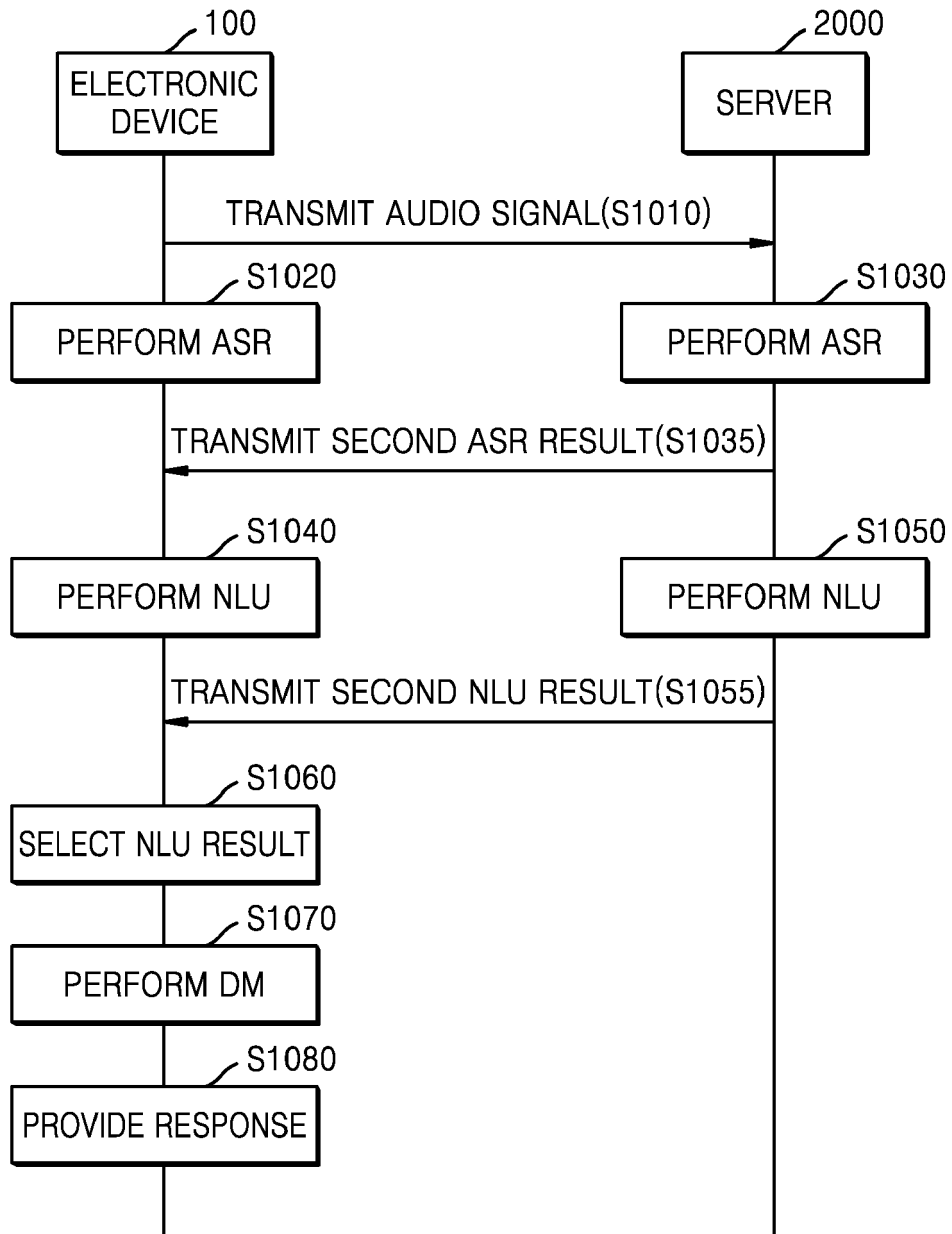 100
2000
ELECTRONIC
DEVICE
SERVER
TRANSMIT AUDIO SIGNAL(S1010)
S1020
S1030
PERFORM ASR
PERFORM ASR
TRANSMIT SECOND ASR RESULT(S1035)
S1040
S1050
PERFORM NLU
PERFORM NLU
TRANSMIT SECOND NLU RESULT(S1055)
S1060
SELECT NLU RESULT
S1070
PERFORM DM
S1080
PROVIDE RESPONSE